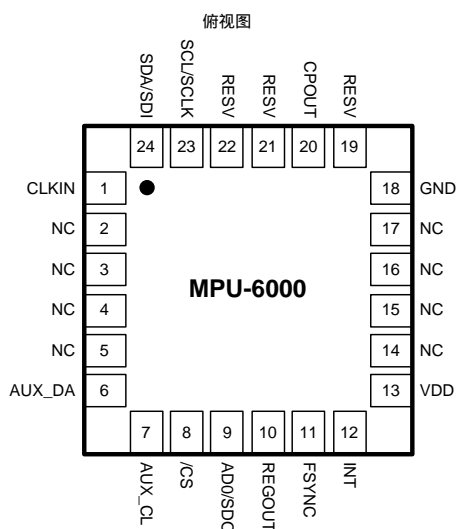 俯视图
SDA/SDI
SCL/SCLK
RESV
RESV
CPOUT
RESV
24
23
22
21
20
19
CLKIN 1
18 GND
NC 2
17 NC
NC 3
16 NC
MPU-6000
NC 4
15 NC
NC 5
14 NC
AUX_DA 6
13 VDD
7
8
9
10
11
12
AUX_CL
/CS
AD0/SDO
REGOUT
FSYNC
INT